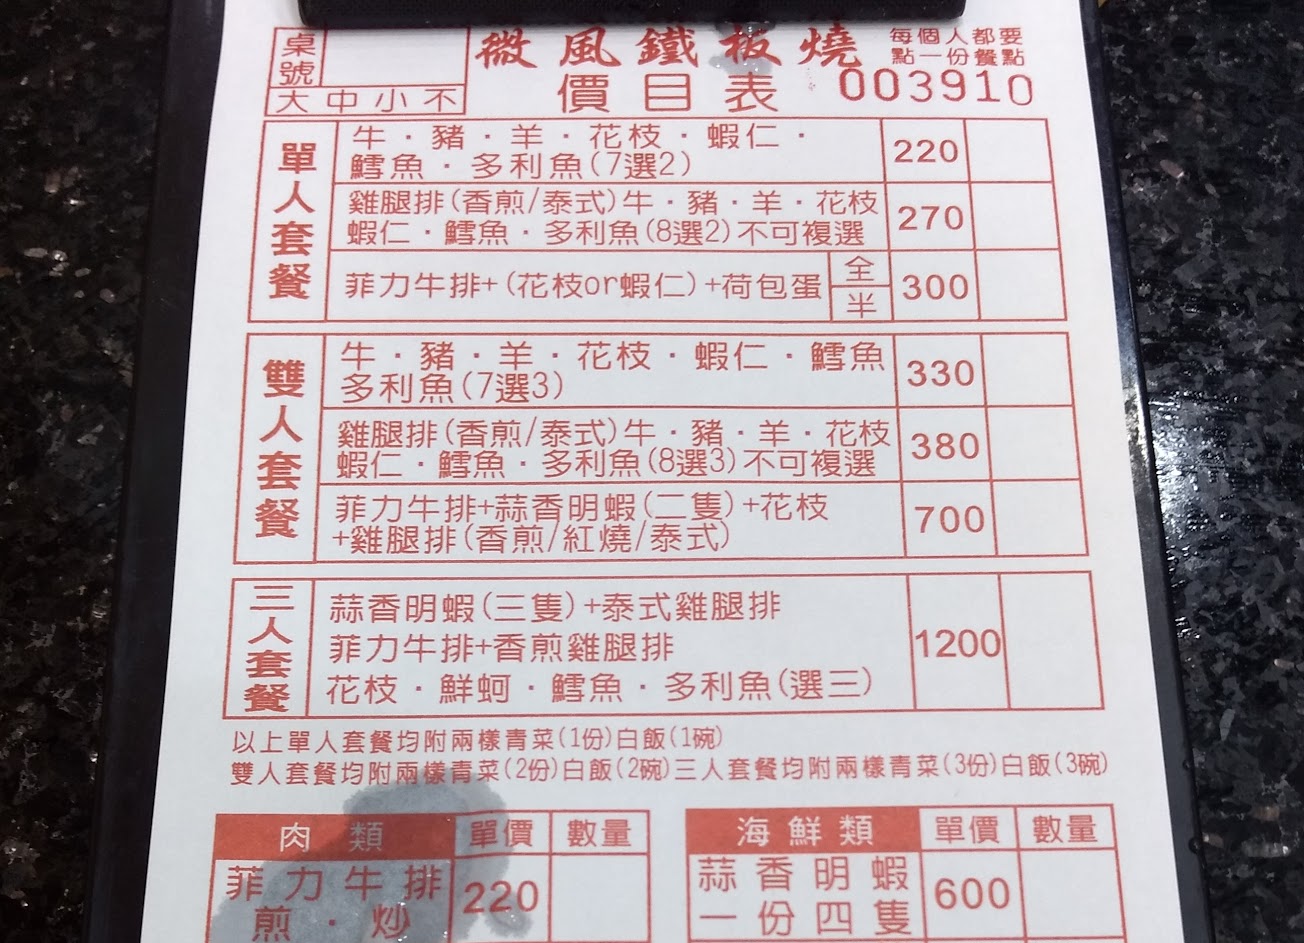 桌號
大中小不
微風鐵板燒
價目表
每個人都要
點一份餐點
003910
單人套餐
牛．豬．羊．花枝．蝦仁．
鱈魚．多利魚(7選2)
220
雞腿排(香煎/泰式)牛．豬．羊．花枝
蝦仁．鱈魚．多利魚(8選2)不可複選
270
菲力牛排+(花枝or蝦仁)+荷包蛋
全
半
300
雙人套餐
牛．豬．羊．花枝．蝦仁．鱈魚
多利魚(7選3)
330
雞腿排(香煎/泰式)牛．豬．羊．花枝
蝦仁．鱈魚．多利魚(8選3)不可複選
380
菲力牛排+蒜香明蝦(二隻)+花枝
+雞腿排(香煎/紅燒/泰式)
700
三人套餐
蒜香明蝦(三隻)+泰式雞腿排
菲力牛排+香煎雞腿排
花枝．鮮蚵．鱈魚．多利魚(選三)
1200
以上單人套餐均附兩樣青菜(1份)白飯(1碗)
雙人套餐均附兩樣青菜(2份)白飯(2碗)三人套餐均附兩樣青菜(3份)白飯(3碗)
肉類 單價 數量
菲力牛排
煎．炒
220
海鮮類 單價 數量
蒜香明蝦
一份四隻
600